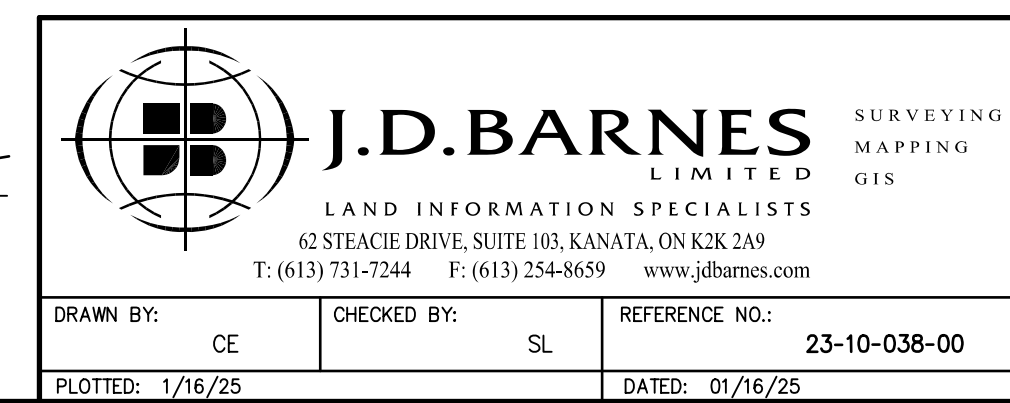 J.D.BARNES
LIMITED
SURVEYING
MAPPING
GIS
LAND INFORMATION SPECIALISTS
62 STEACIE DRIVE, SUITE 103, KANATA, ON K2K 2A9
T: (613) 731-7244 F: (613) 254-8659 www.jdbarnes.com
DRAWN BY: CHECKED BY: REFERENCE NO.:
CE SL 23-10-038-00
PLOTTED: 1/16/25 DATED: 01/16/25